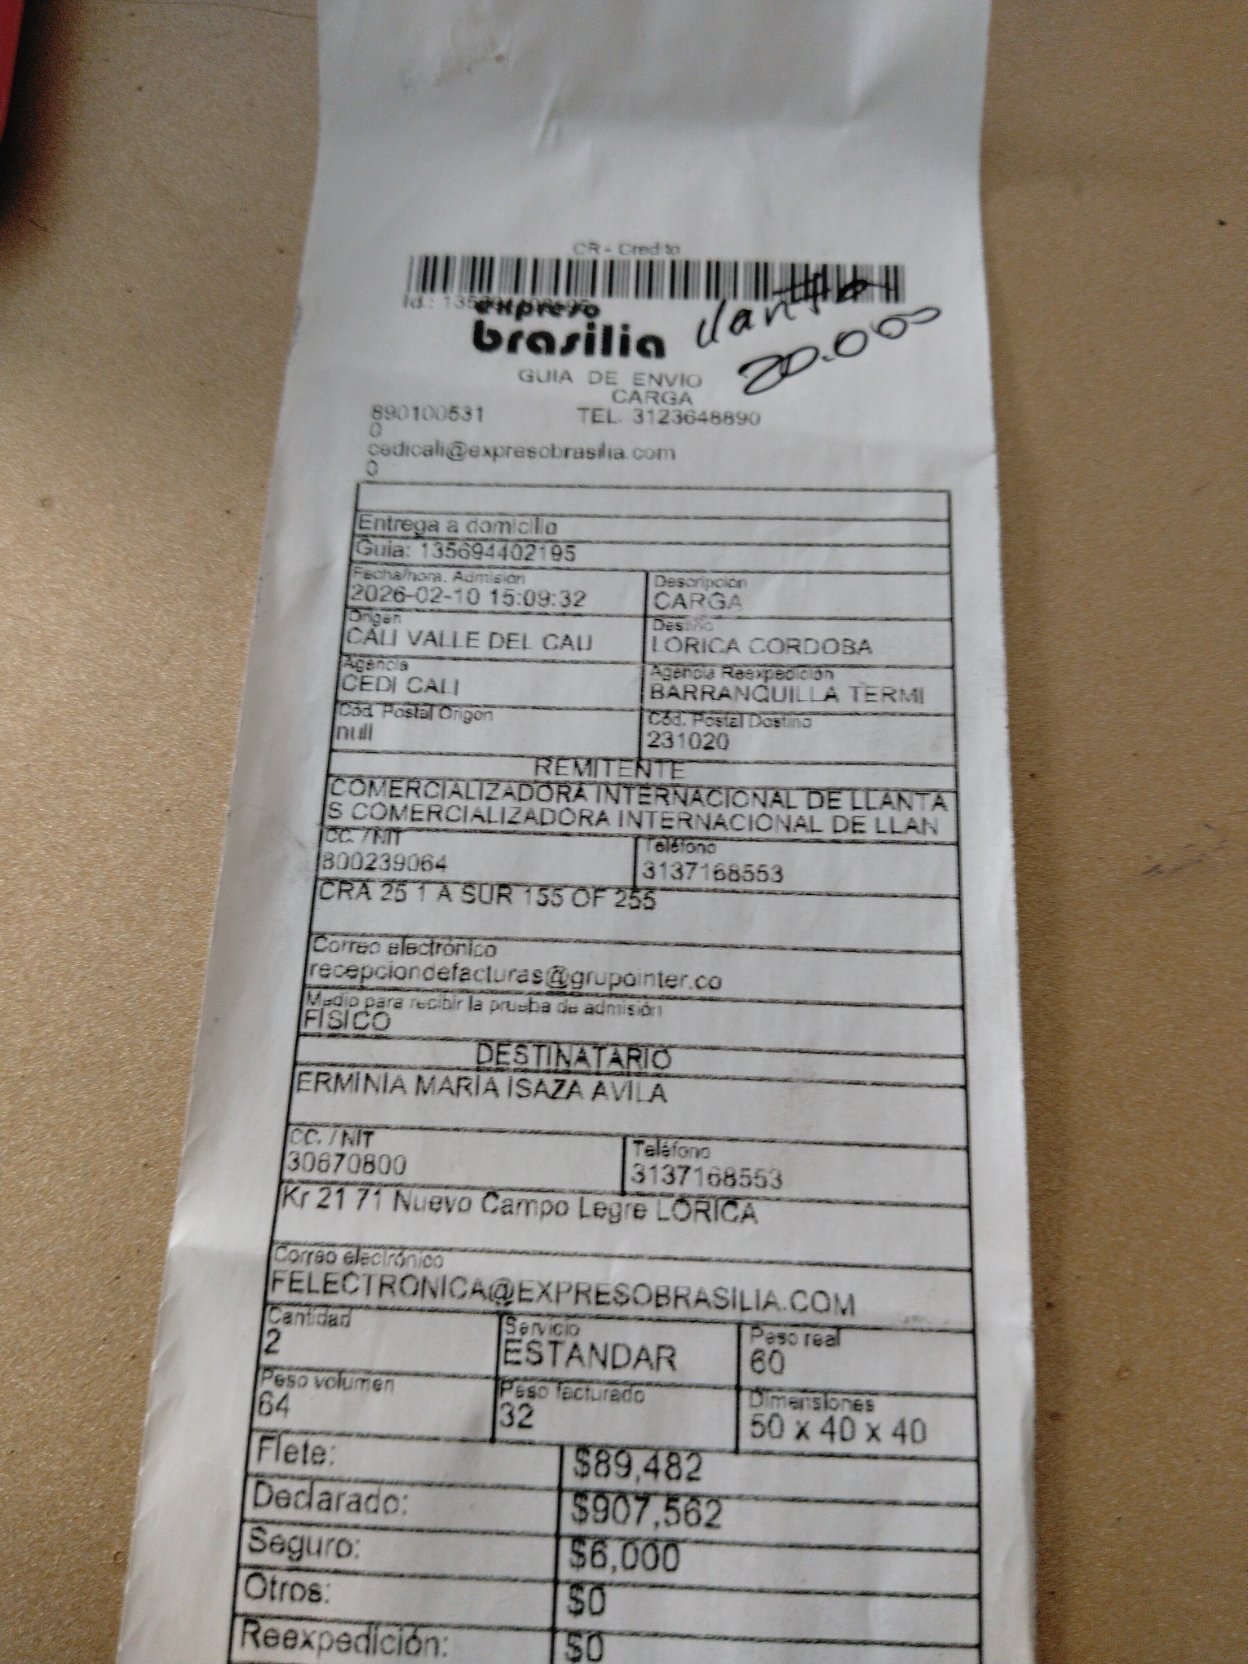 CR - Credito
expreso
brasilia
20.000
GUIA DE ENVIO
CARGA
890100531 TEL. 3123648890
0
cedicali@expresobrasilia.com
0
Entrega a domicilio
Guia: 135694402195
Fecha/hora. Admisión Descripción
2026-02-10 15:09:32 CARGA
Origen Destino
CALI VALLE DEL CAU LORICA CORDOBA
Agencia Agencia Reexpedición
CEDI CALI BARRANQUILLA TERMI
Cód. Postal Origen Cód. Postal Destino
null 231020
REMITENTE
COMERCIALIZADORA INTERNACIONAL DE LLANTA
S COMERCIALIZADORA INTERNACIONAL DE LLAN
CC. / NIT Teléfono
800239064 3137168553
CRA 25 1 A SUR 155 OF 255
Correo electrónico
recepciondefacturas@grupointer.co
Medio para recibir la prueba de admisión
FÍSICO
DESTINATARIO
ERMINIA MARIA ISAZA AVILA
CC. / NIT Teléfono
30670800 3137168553
Kr 21 71 Nuevo Campo Legre LORICA
Correo electrónico
FELECTRONICA@EXPRESOBRASILIA.COM
Cantidad Servicio Peso real
2 ESTANDAR 60
Peso volumen Peso facturado Dimensiones
64 32 50 x 40 x 40
Flete: $89,482
Declarado: $907,562
Seguro: $6,000
Otros: $0
Reexpedición: $0